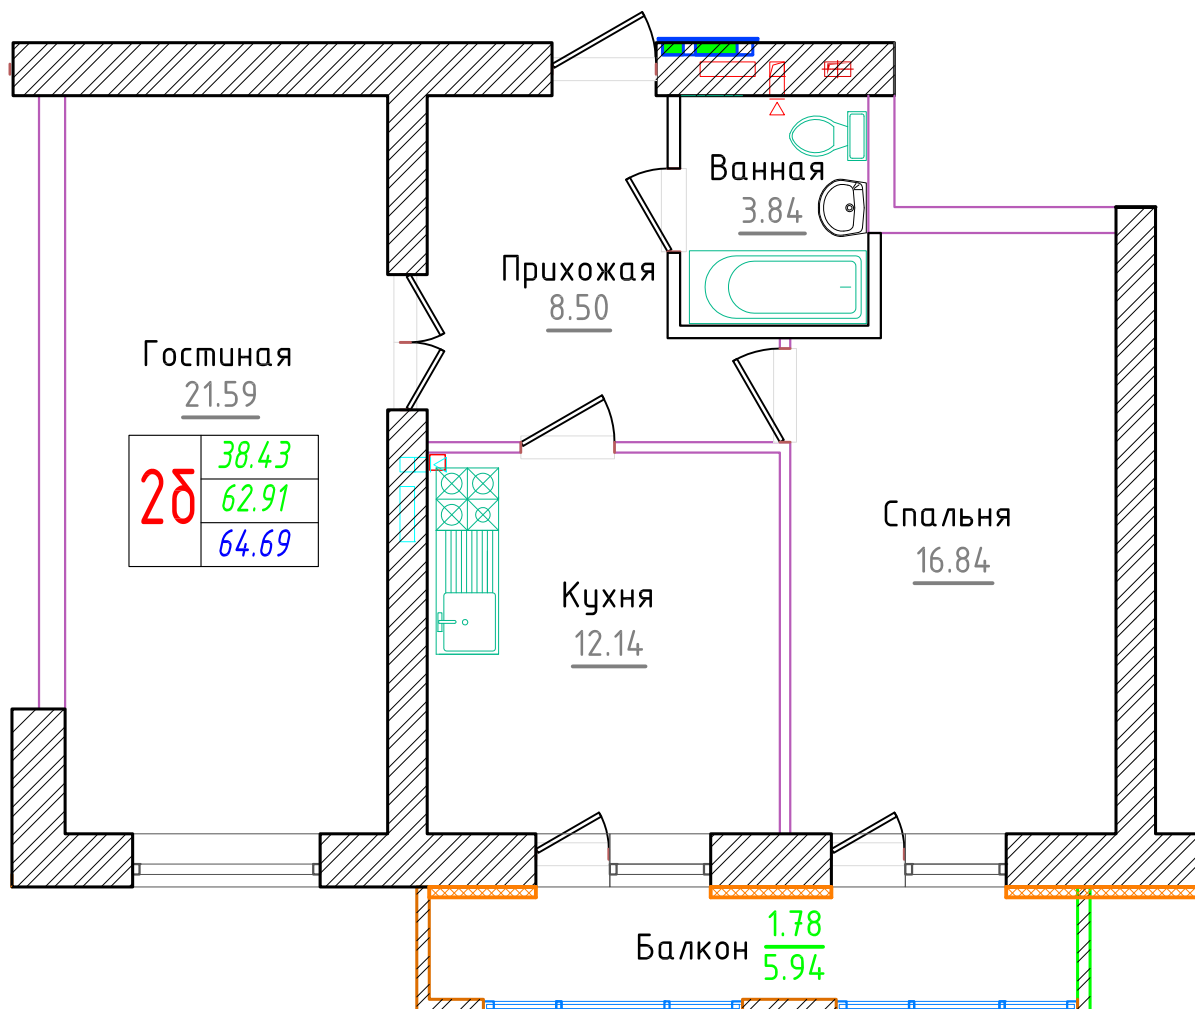 Ванная
3.84
Прихожая
8.50
Гостиная
21.59
2б
38.43
62.91
64.69
Спальня
16.84
Кухня
12.14
Балкон
1.78
5.94